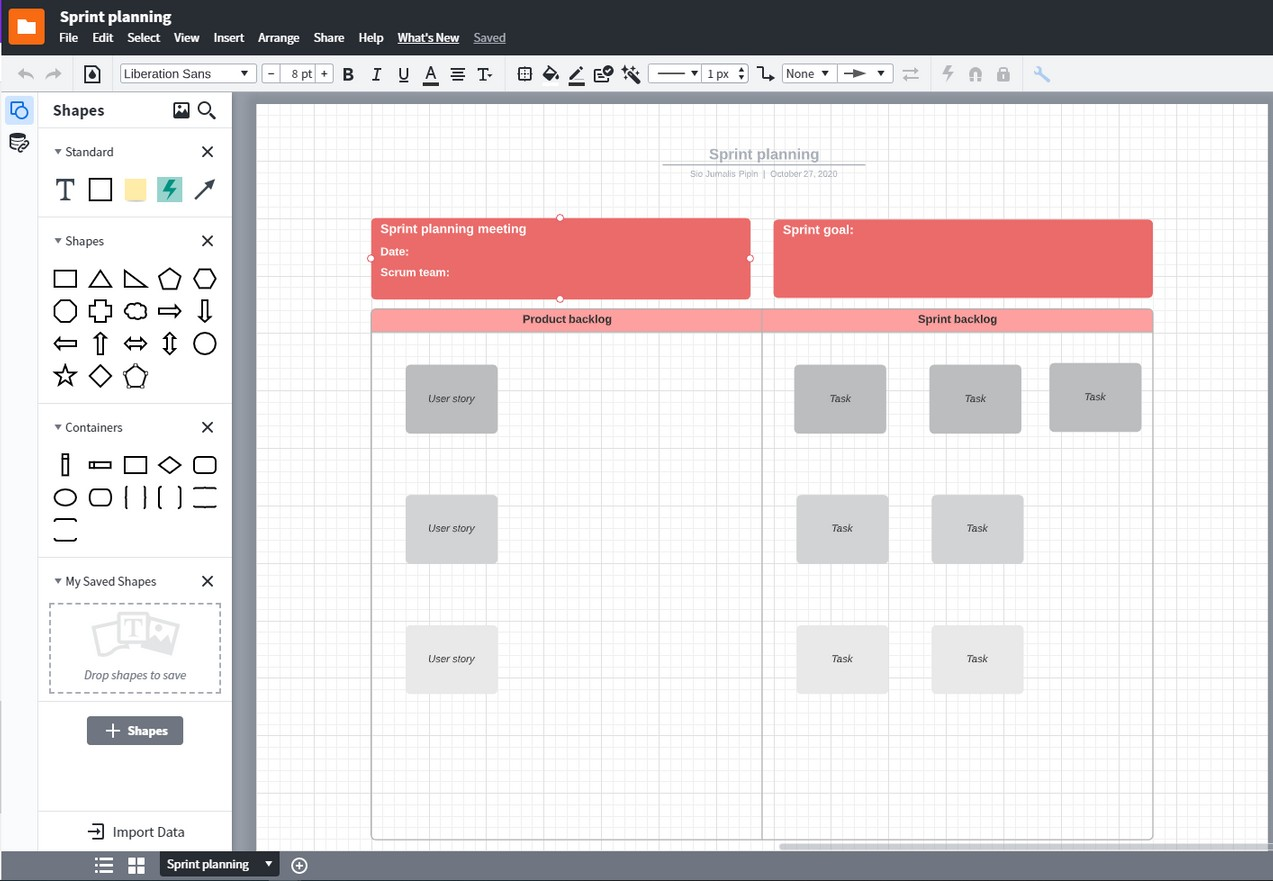 Sprint planning
File Edit Select View Insert Arrange Share Help What's New Saved
Liberation Sans − 8 pt + B I U A T 1 px None
Shapes
Standard
T
Shapes
Containers
My Saved Shapes
T
Drop shapes to save
+ Shapes
Import Data
Sprint planning
Sio Jumalis Pipin | October 27, 2020
Sprint planning meeting
Date:
Scrum team:
Sprint goal:
Product backlog Sprint backlog
User story Task Task Task
User story Task Task
User story Task Task
Sprint planning